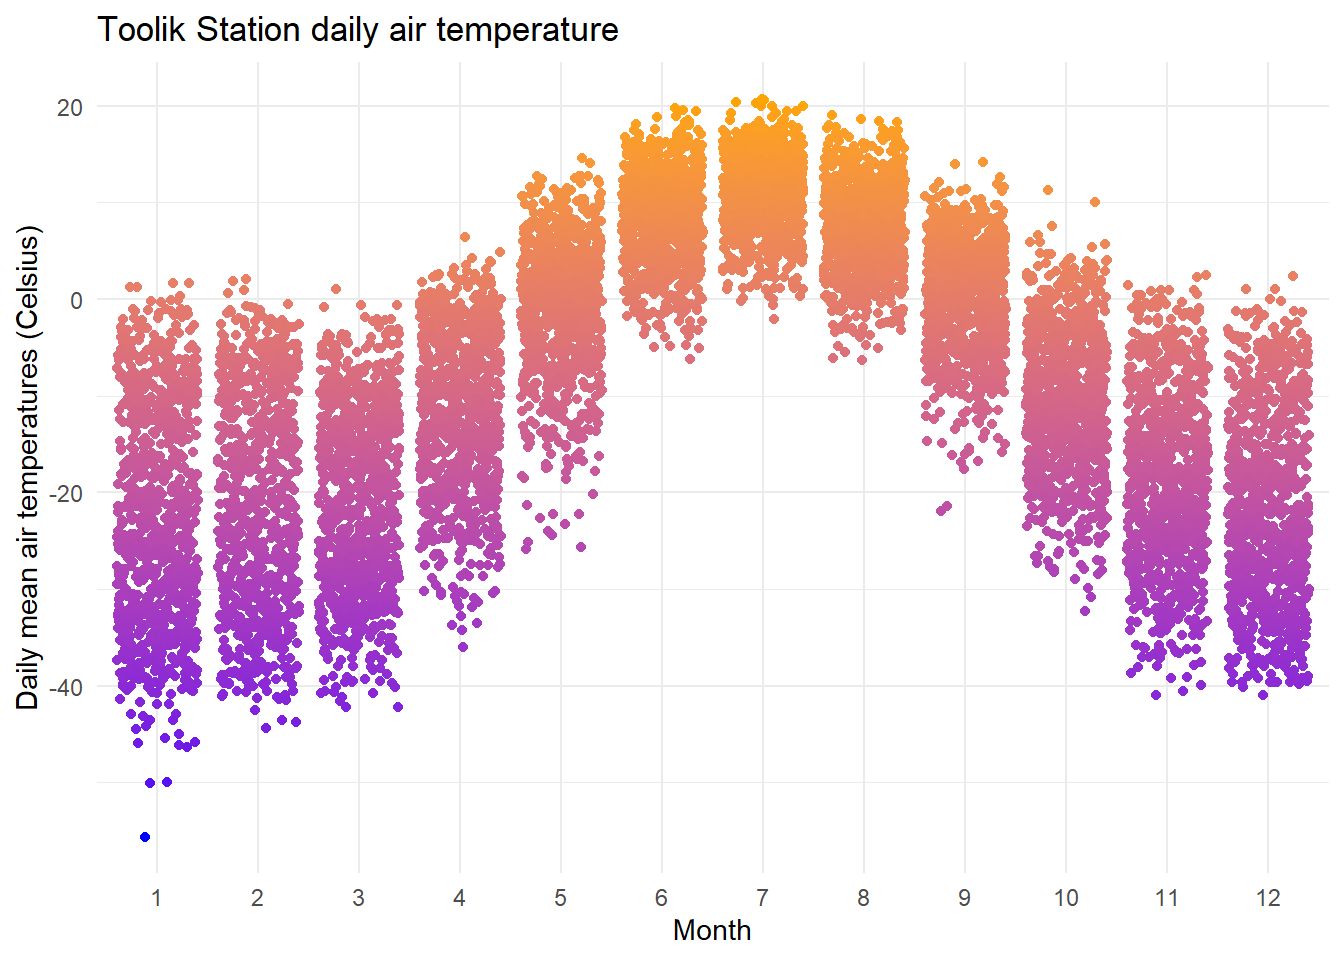 Toolik Station daily air temperature
Daily mean air temperatures (Celsius)
20
0
-20
-40
1 2 3 4 5 6 7 8 9 10 11 12
Month